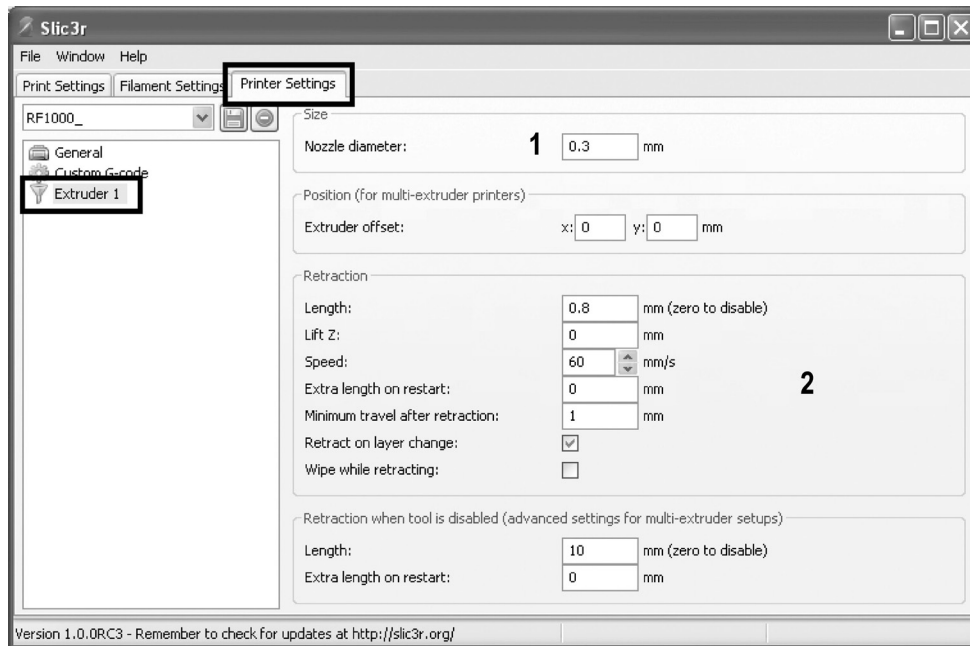 Slic3r
File Window Help
Print Settings Filament Settings Printer Settings
RF1000_
General
Custom G-code
Extruder 1
Size
Nozzle diameter: 1 0.3 mm
Position (for multi-extruder printers)
Extruder offset: x: 0 y: 0 mm
Retraction
Length: 0.8 mm (zero to disable)
Lift Z: 0 mm
Speed: 60 mm/s
2
Extra length on restart: 0 mm
Minimum travel after retraction: 1 mm
Retract on layer change:
Wipe while retracting:
Retraction when tool is disabled (advanced settings for multi-extruder setups)
Length: 10 mm (zero to disable)
Extra length on restart: 0 mm
Version 1.0.0RC3 - Remember to check for updates at http://slic3r.org/